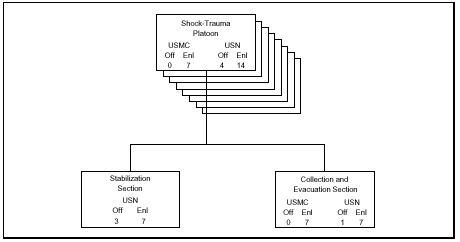 Shock-Trauma
Platoon
USMC USN
Off Enl Off Enl
0 7 4 14
Stabilization
Section
USN
Off Enl
3 7
Collection and
Evacuation Section
USMC USN
Off Enl Off Enl
0 7 1 7